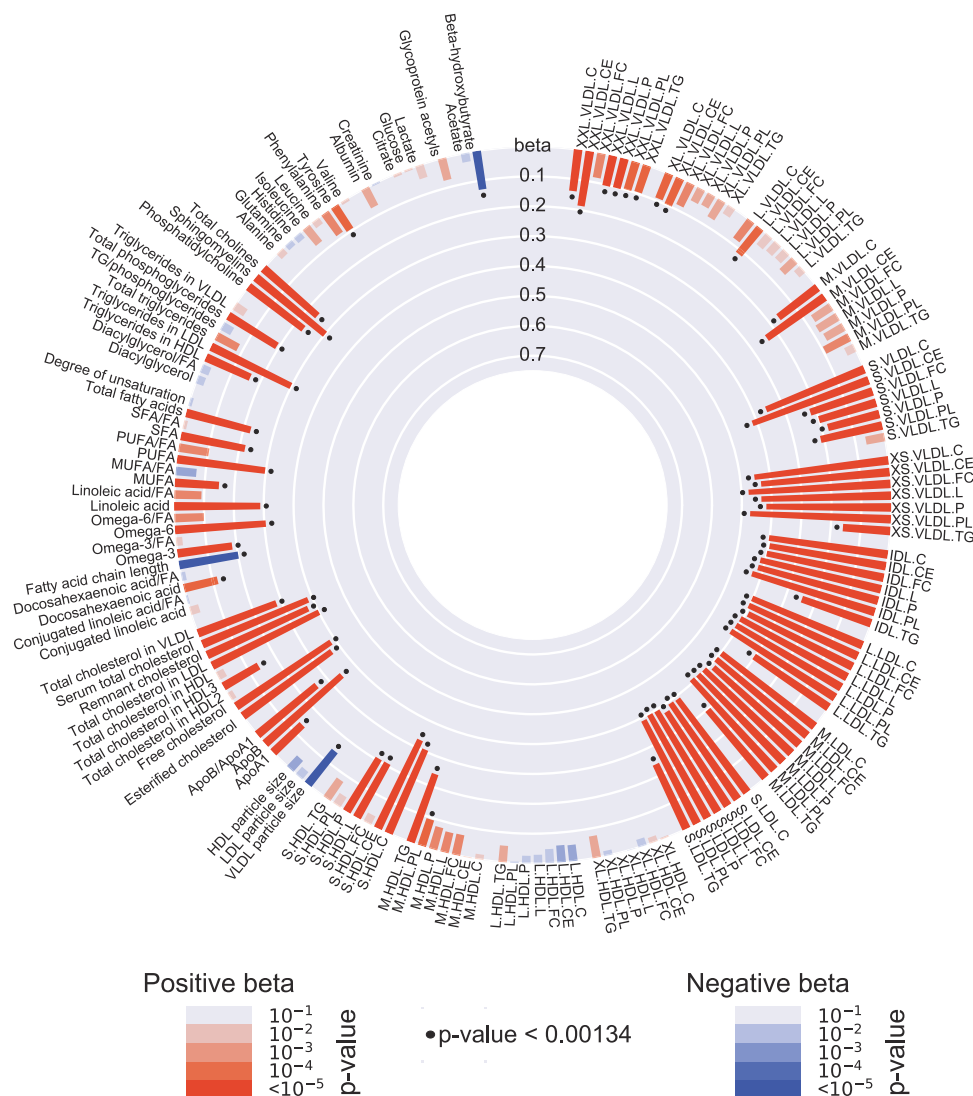 beta
0.1
0.2
0.3
0.4
0.5
0.6
0.7
XXL.VLDL.C
XXL.VLDL.CE
XXL.VLDL.FC
XXL.VLDL.L
XXL.VLDL.P
XXL.VLDL.PL
XXL.VLDL.TG
XL.VLDL.C
XL.VLDL.CE
XL.VLDL.FC
XL.VLDL.L
XL.VLDL.P
XL.VLDL.PL
XL.VLDL.TG
L.VLDL.C
L.VLDL.CE
L.VLDL.FC
L.VLDL.L
L.VLDL.P
L.VLDL.PL
L.VLDL.TG
M.VLDL.C
M.VLDL.CE
M.VLDL.FC
M.VLDL.L
M.VLDL.P
M.VLDL.PL
M.VLDL.TG
S.VLDL.C
S.VLDL.CE
S.VLDL.FC
S.VLDL.L
S.VLDL.P
S.VLDL.PL
S.VLDL.TG
XS.VLDL.C
XS.VLDL.CE
XS.VLDL.FC
XS.VLDL.L
XS.VLDL.P
XS.VLDL.PL
XS.VLDL.TG
IDL.C
IDL.CE
IDL.FC
IDL.L
IDL.P
IDL.PL
IDL.TG
L.LDL.C
L.LDL.CE
L.LDL.FC
L.LDL.L
L.LDL.P
L.LDL.PL
L.LDL.TG
M.LDL.C
M.LDL.CE
M.LDL.FC
M.LDL.L
M.LDL.P
M.LDL.PL
M.LDL.TG
S.LDL.C
S.LDL.CE
S.LDL.FC
S.LDL.L
S.LDL.P
S.LDL.PL
S.LDL.TG
XL.HDL.C
XL.HDL.CE
XL.HDL.FC
XL.HDL.L
XL.HDL.P
XL.HDL.PL
XL.HDL.TG
L.HDL.C
L.HDL.CE
L.HDL.FC
L.HDL.L
L.HDL.P
L.HDL.PL
L.HDL.TG
M.HDL.C
M.HDL.CE
M.HDL.FC
M.HDL.L
M.HDL.P
M.HDL.PL
M.HDL.TG
S.HDL.C
S.HDL.CE
S.HDL.FC
S.HDL.L
S.HDL.P
S.HDL.PL
S.HDL.TG
VLDL particle size
LDL particle size
HDL particle size
ApoA1
ApoB
ApoB/ApoA1
Esterified cholesterol
Free cholesterol
Total cholesterol in HDL2
Total cholesterol in HDL3
Total cholesterol in HDL
Total cholesterol in LDL
Remnant cholesterol
Serum total cholesterol
Total cholesterol in VLDL
Conjugated linoleic acid
Conjugated linoleic acid/FA
Docosahexaenoic acid
Docosahexaenoic acid/FA
Fatty acid chain length
Omega-3
Omega-3/FA
Omega-6
Omega-6/FA
Linoleic acid
Linoleic acid/FA
MUFA
MUFA/FA
PUFA
PUFA/FA
SFA
SFA/FA
Total fatty acids
Degree of unsaturation
Diacylglycerol
Diacylglycerol/FA
Triglycerides in HDL
Triglycerides in LDL
Total triglycerides
TG/phosphoglycerides
Total phosphoglycerides
Triglycerides in VLDL
Phosphatidylcholine
Sphingomyelins
Total cholines
Alanine
Glutamine
Histidine
Isoleucine
Leucine
Phenylalanine
Tyrosine
Valine
Albumin
Creatinine
Citrate
Glucose
Lactate
Glycoprotein acetyls
Acetate
Beta-hydroxybutyrate
Positive beta
10⁻¹
10⁻²
10⁻³
10⁻⁴
<10⁻⁵
p-value
p-value < 0.00134
Negative beta
10⁻¹
10⁻²
10⁻³
10⁻⁴
<10⁻⁵
p-value